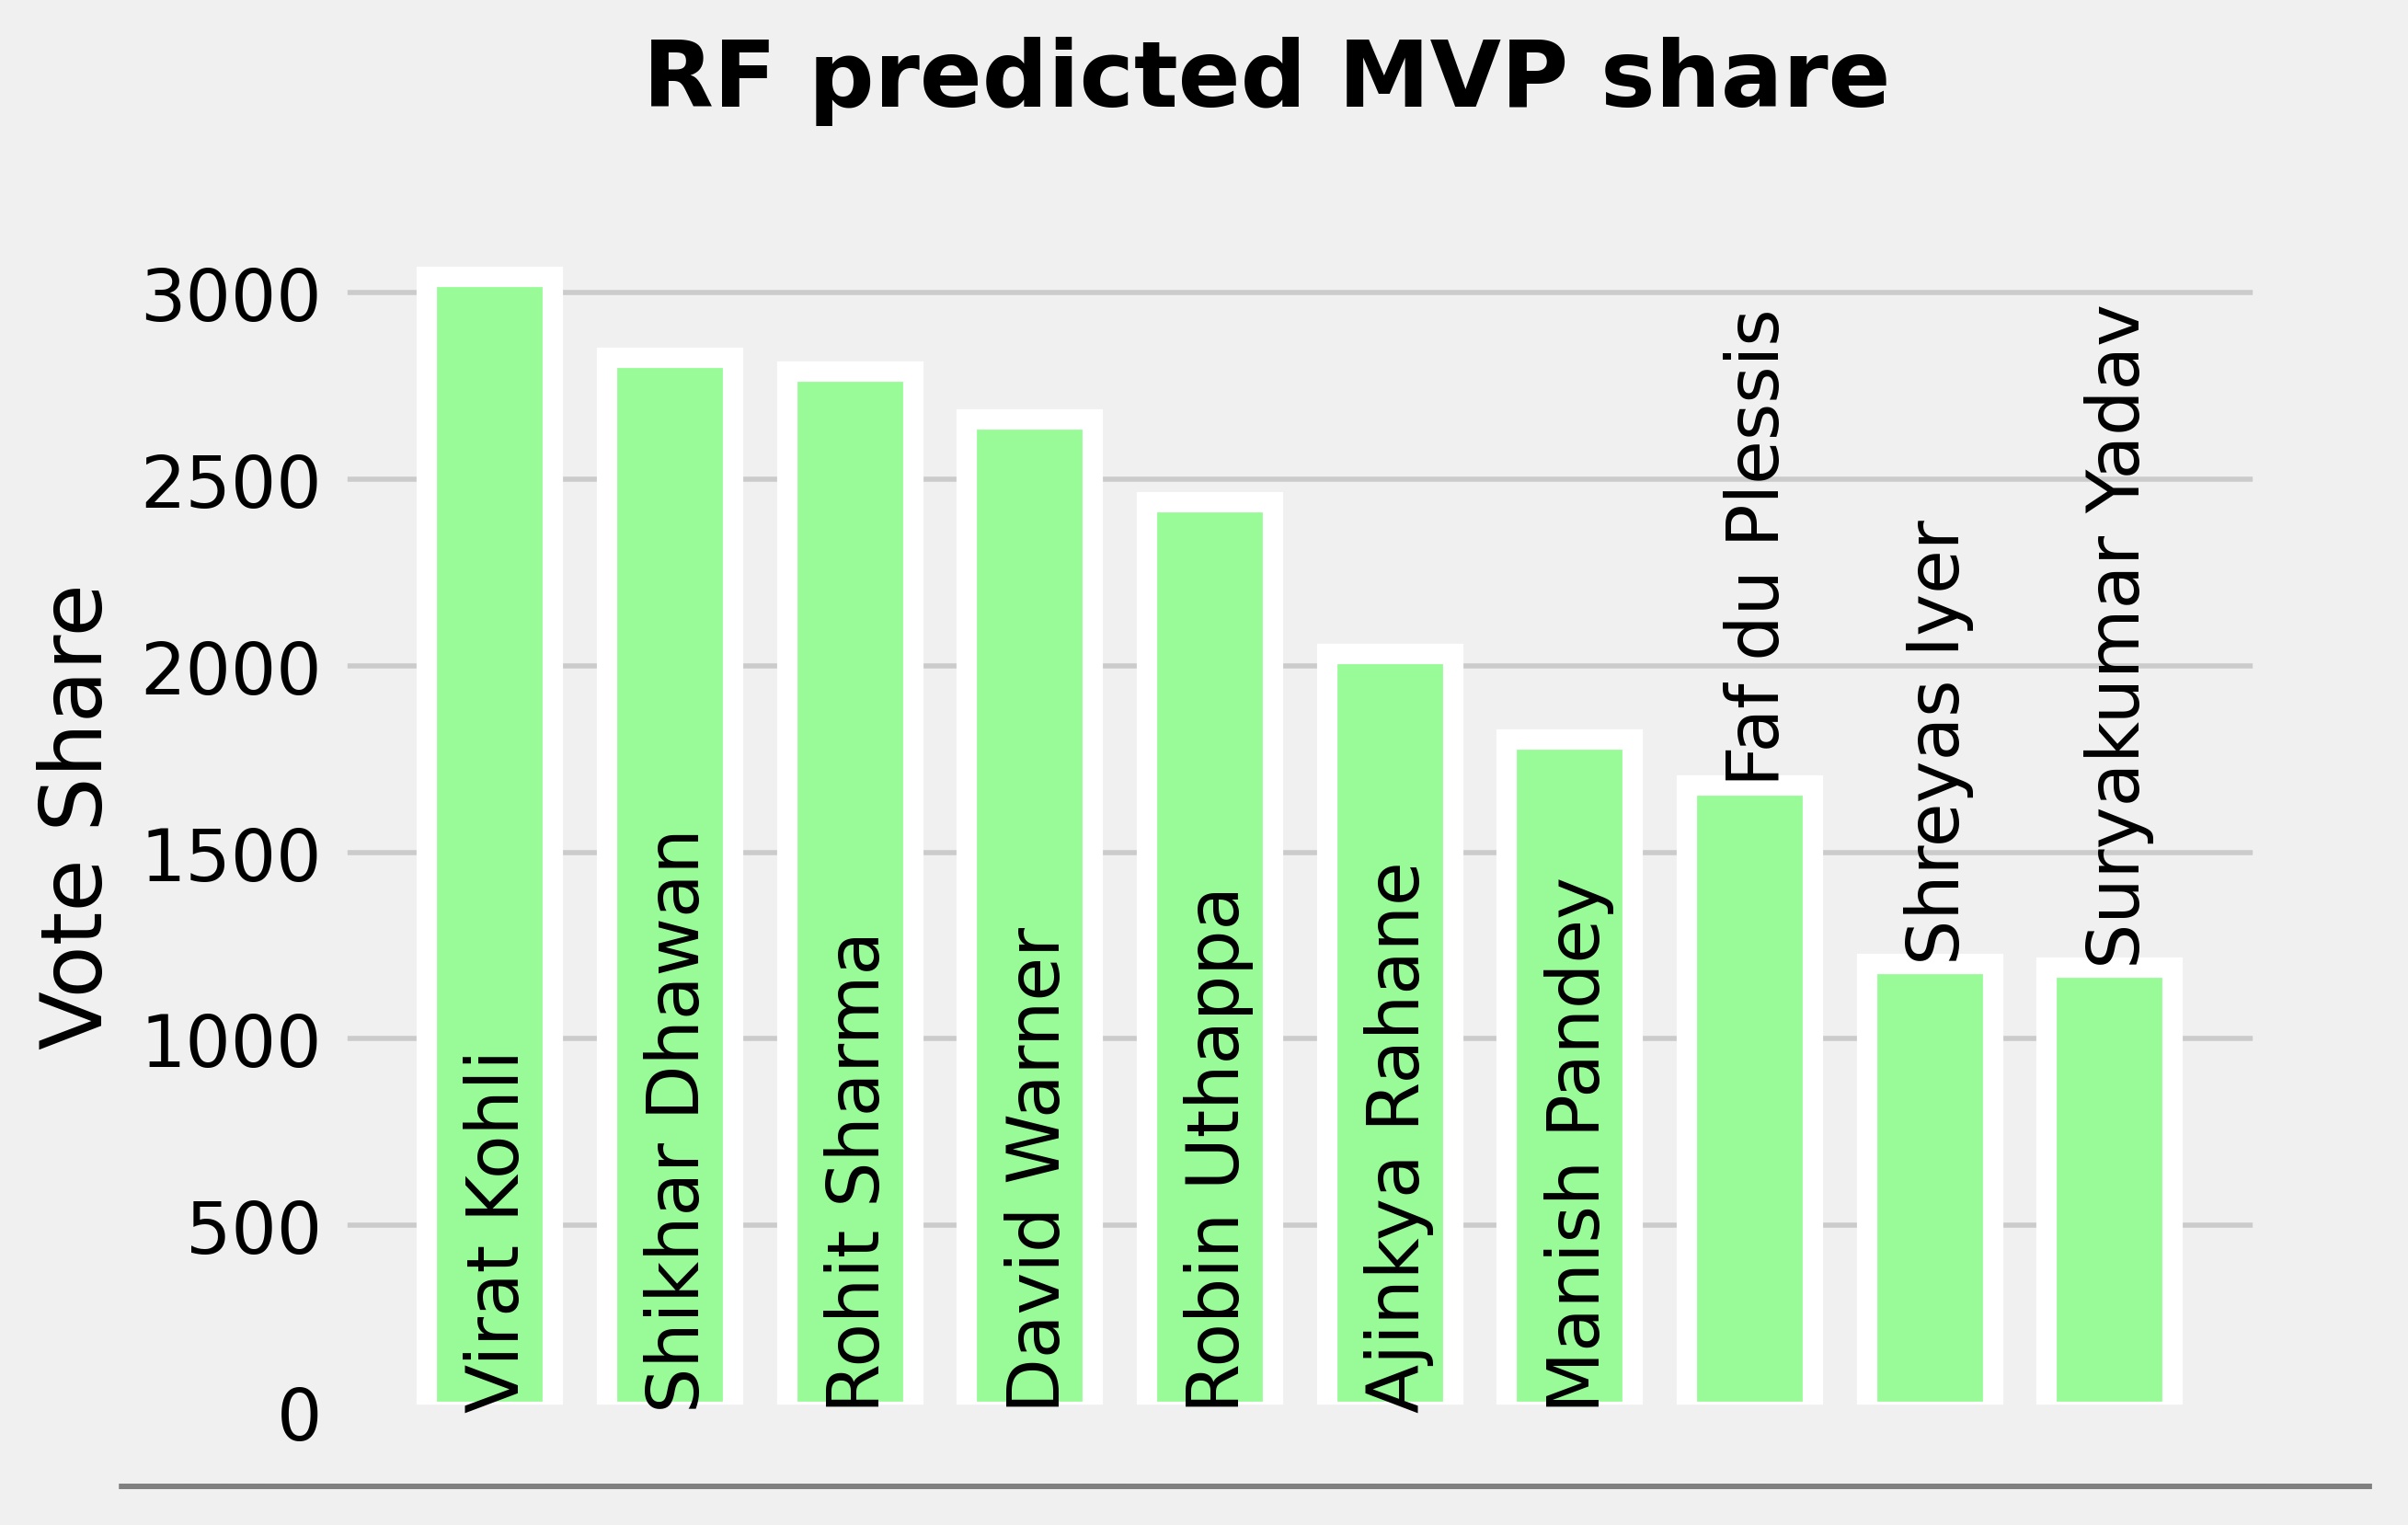 RF predicted MVP share
Vote Share
3000
2500
2000
1500
1000
500
0
Virat Kohli
Shikhar Dhawan
Rohit Sharma
David Warner
Robin Uthappa
Ajinkya Rahane
Manish Pandey
Faf du Plessis
Shreyas Iyer
Suryakumar Yadav